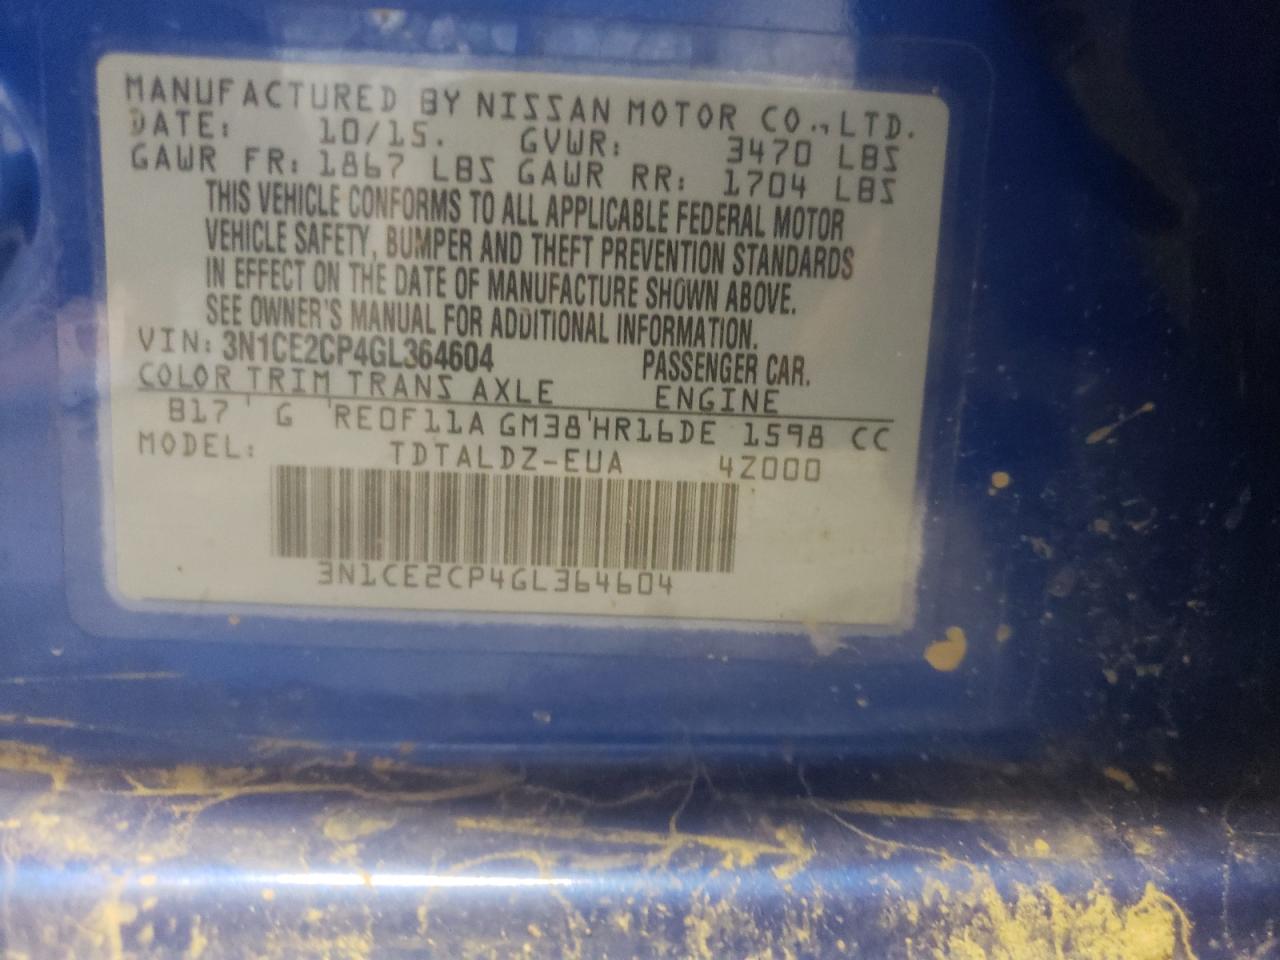 MANUFACTURED BY NISSAN MOTOR CO., LTD.
DATE: 10/15. GVWR: 3470 LBS
GAWR FR: 1867 LBS GAWR RR: 1704 LBS
THIS VEHICLE CONFORMS TO ALL APPLICABLE FEDERAL MOTOR
VEHICLE SAFETY, BUMPER AND THEFT PREVENTION STANDARDS
IN EFFECT ON THE DATE OF MANUFACTURE SHOWN ABOVE.
SEE OWNER'S MANUAL FOR ADDITIONAL INFORMATION.
VIN: 3N1CE2CP4GL364604 PASSENGER CAR.
COLOR TRIM TRANS AXLE ENGINE
B17 ' G 'RE0F11A GM38'HR16DE 1598 CC
MODEL: TDTALDZ-EUA 4Z000
3N1CE2CP4GL364604